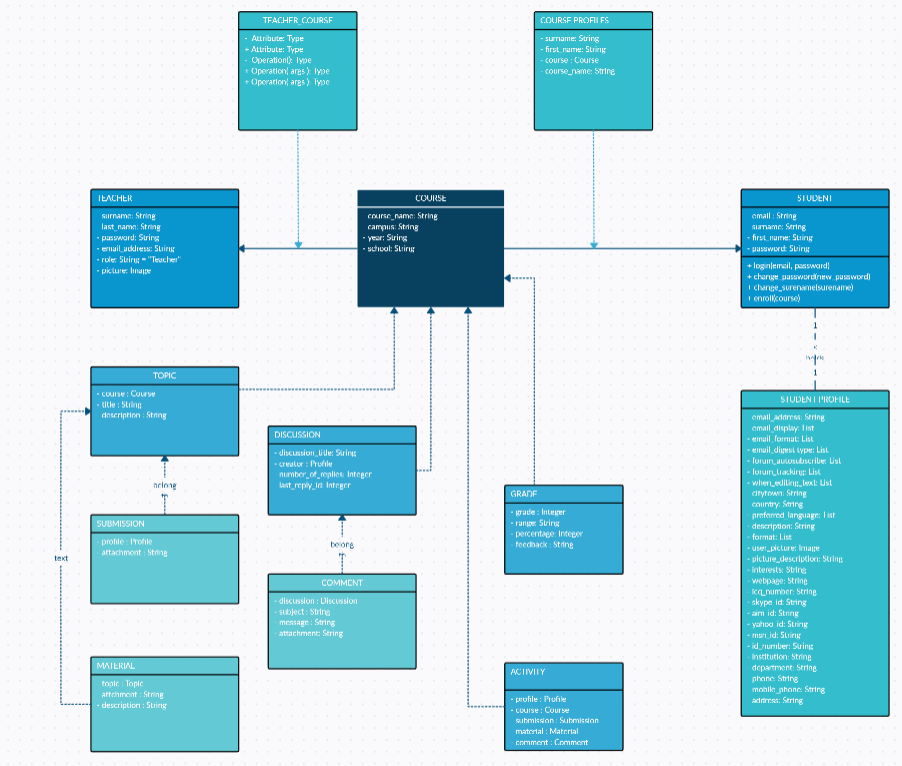 TEACHER_COURSE
- Attribute: Type
+ Attribute: Type
- Operation(): Type
+ Operation( args ): Type
+ Operation( args ): Type
COURSE PROFILES
- surname: String
- first_name: String
- course : Course
- course_name: String
TEACHER
surname: String
last_name: String
- password: String
- email_address: String
- role: String = "Teacher"
- picture: Image
COURSE
course_name: String
campus: String
- year: String
- school: String
STUDENT
email : String
surname: String
- first_name: String
- password: String
+ login(email, password)
+ change_password(new_password)
+ change_surename(surename)
+ enroll(course)
1
1
TOPIC
- course : Course
- title : String
description : String
DISCUSSION
- discussion_title: String
- creator : Profile
number_of_replies: Integer
last_reply_id: Integer
belong
SUBMISSION
- profile : Profile
- attachment : String
text
belong
COMMENT
- discussion : Discussion
- subject : String
- message : String
- attachment: String
GRADE
- grade : Integer
- range: String
- percentage: Integer
- feedback : String
MATERIAL
topic : Topic
attchment : String
- description : String
ACTIVITY
- profile : Profile
- course : Course
submission : Submission
material : Material
comment : Comment
STUDENT PROFILE
email_address: String
email_display: List
- email_format: List
- email_digest type: List
- forum_autosubscribe: List
- forum_tracking: List
- when_editing_text: List
citytown: String
- country: String
- preferred_language: List
- description: String
- format: List
- user_picture: Image
- picture_description: String
- interests: String
- webpage: String
- icq_number: String
- skype_id: String
- aim_id: String
- yahoo_id: String
- msn_id: String
- id_number: String
- institution: String
- department: String
phone: String
mobile_phone: String
address: String